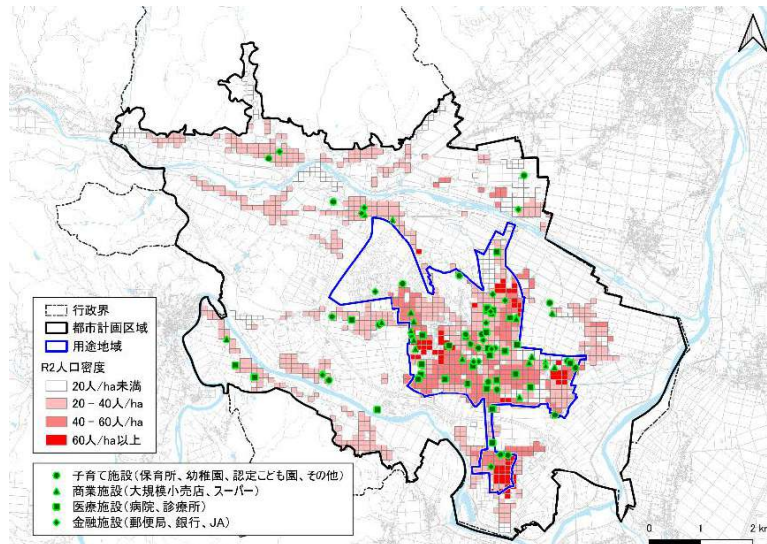 行政界
都市計画区域
用途地域
R2人口密度
20人/ha未満
20－40人/ha
40－60人/ha
60人/ha以上
子育て施設(保育所、幼稚園、認定こども園、その他)
商業施設(大規模小売店、スーパー)
医療施設(病院、診療所)
金融施設(郵便局、銀行、JA)
0 1 2 km